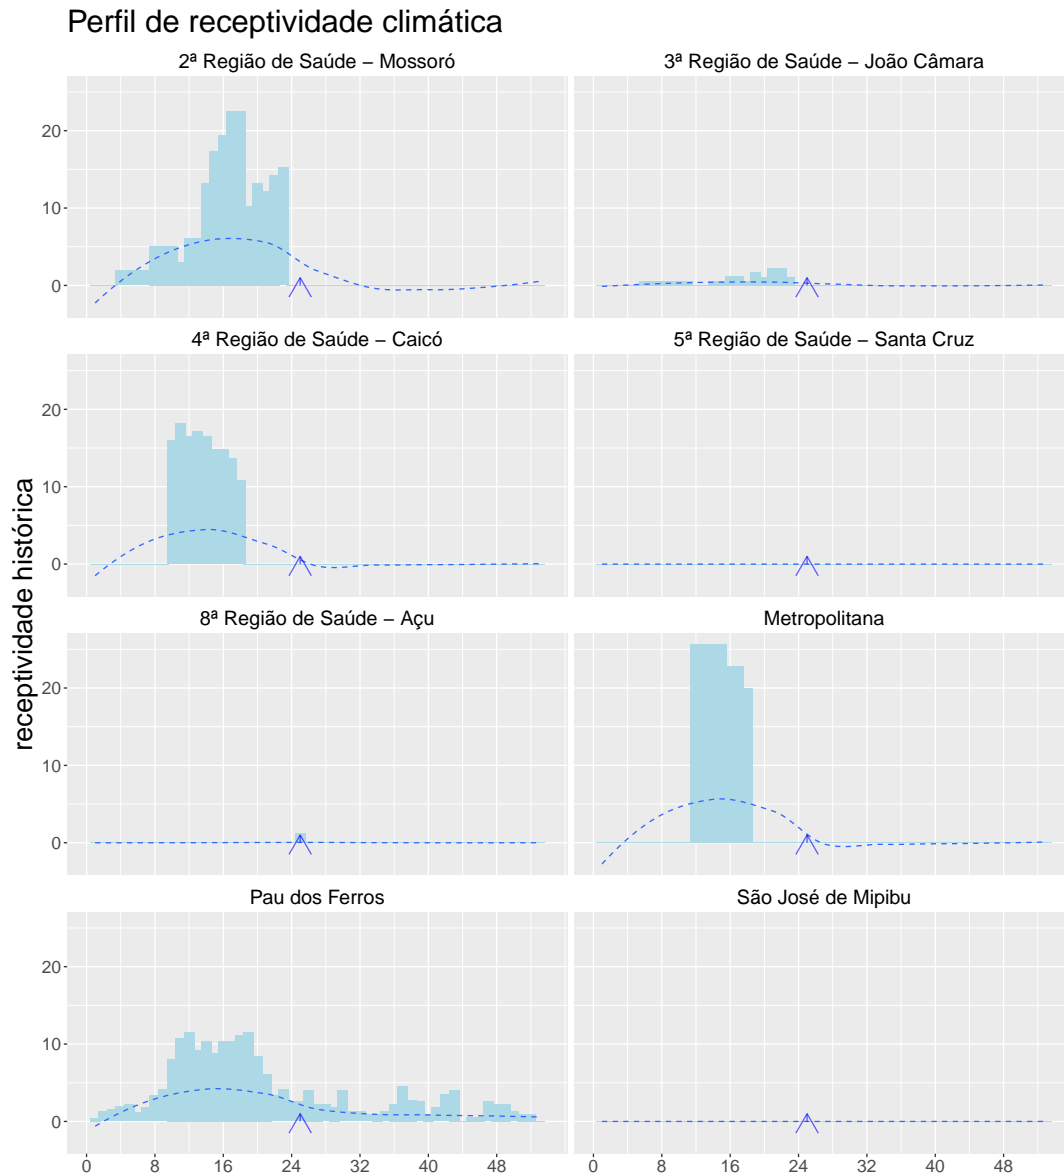 Perfil de receptividade climática
2ª Região de Saúde − Mossoró
3ª Região de Saúde − João Câmara
20
10
0
4ª Região de Saúde − Caicó
5ª Região de Saúde − Santa Cruz
20
10
0
receptividade histórica
8ª Região de Saúde − Açu
Metropolitana
20
10
0
Pau dos Ferros
São José de Mipibu
20
10
0
0 8 16 24 32 40 48
0 8 16 24 32 40 48